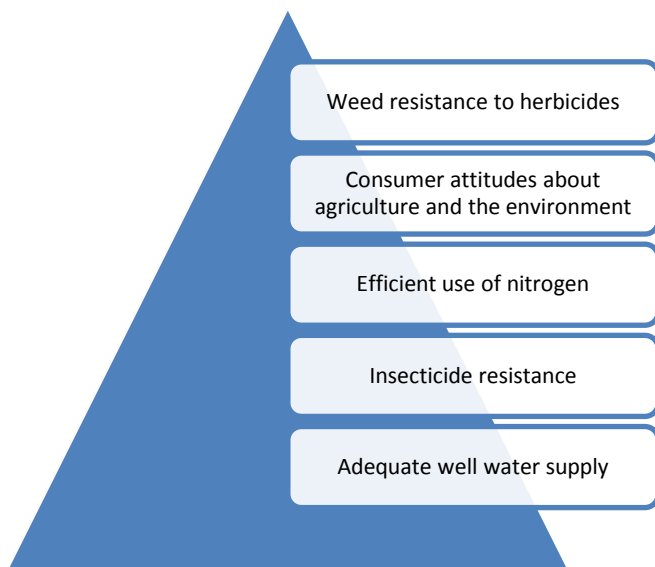 Weed resistance to herbicides
Consumer attitudes about
agriculture and the environment
Efficient use of nitrogen
Insecticide resistance
Adequate well water supply